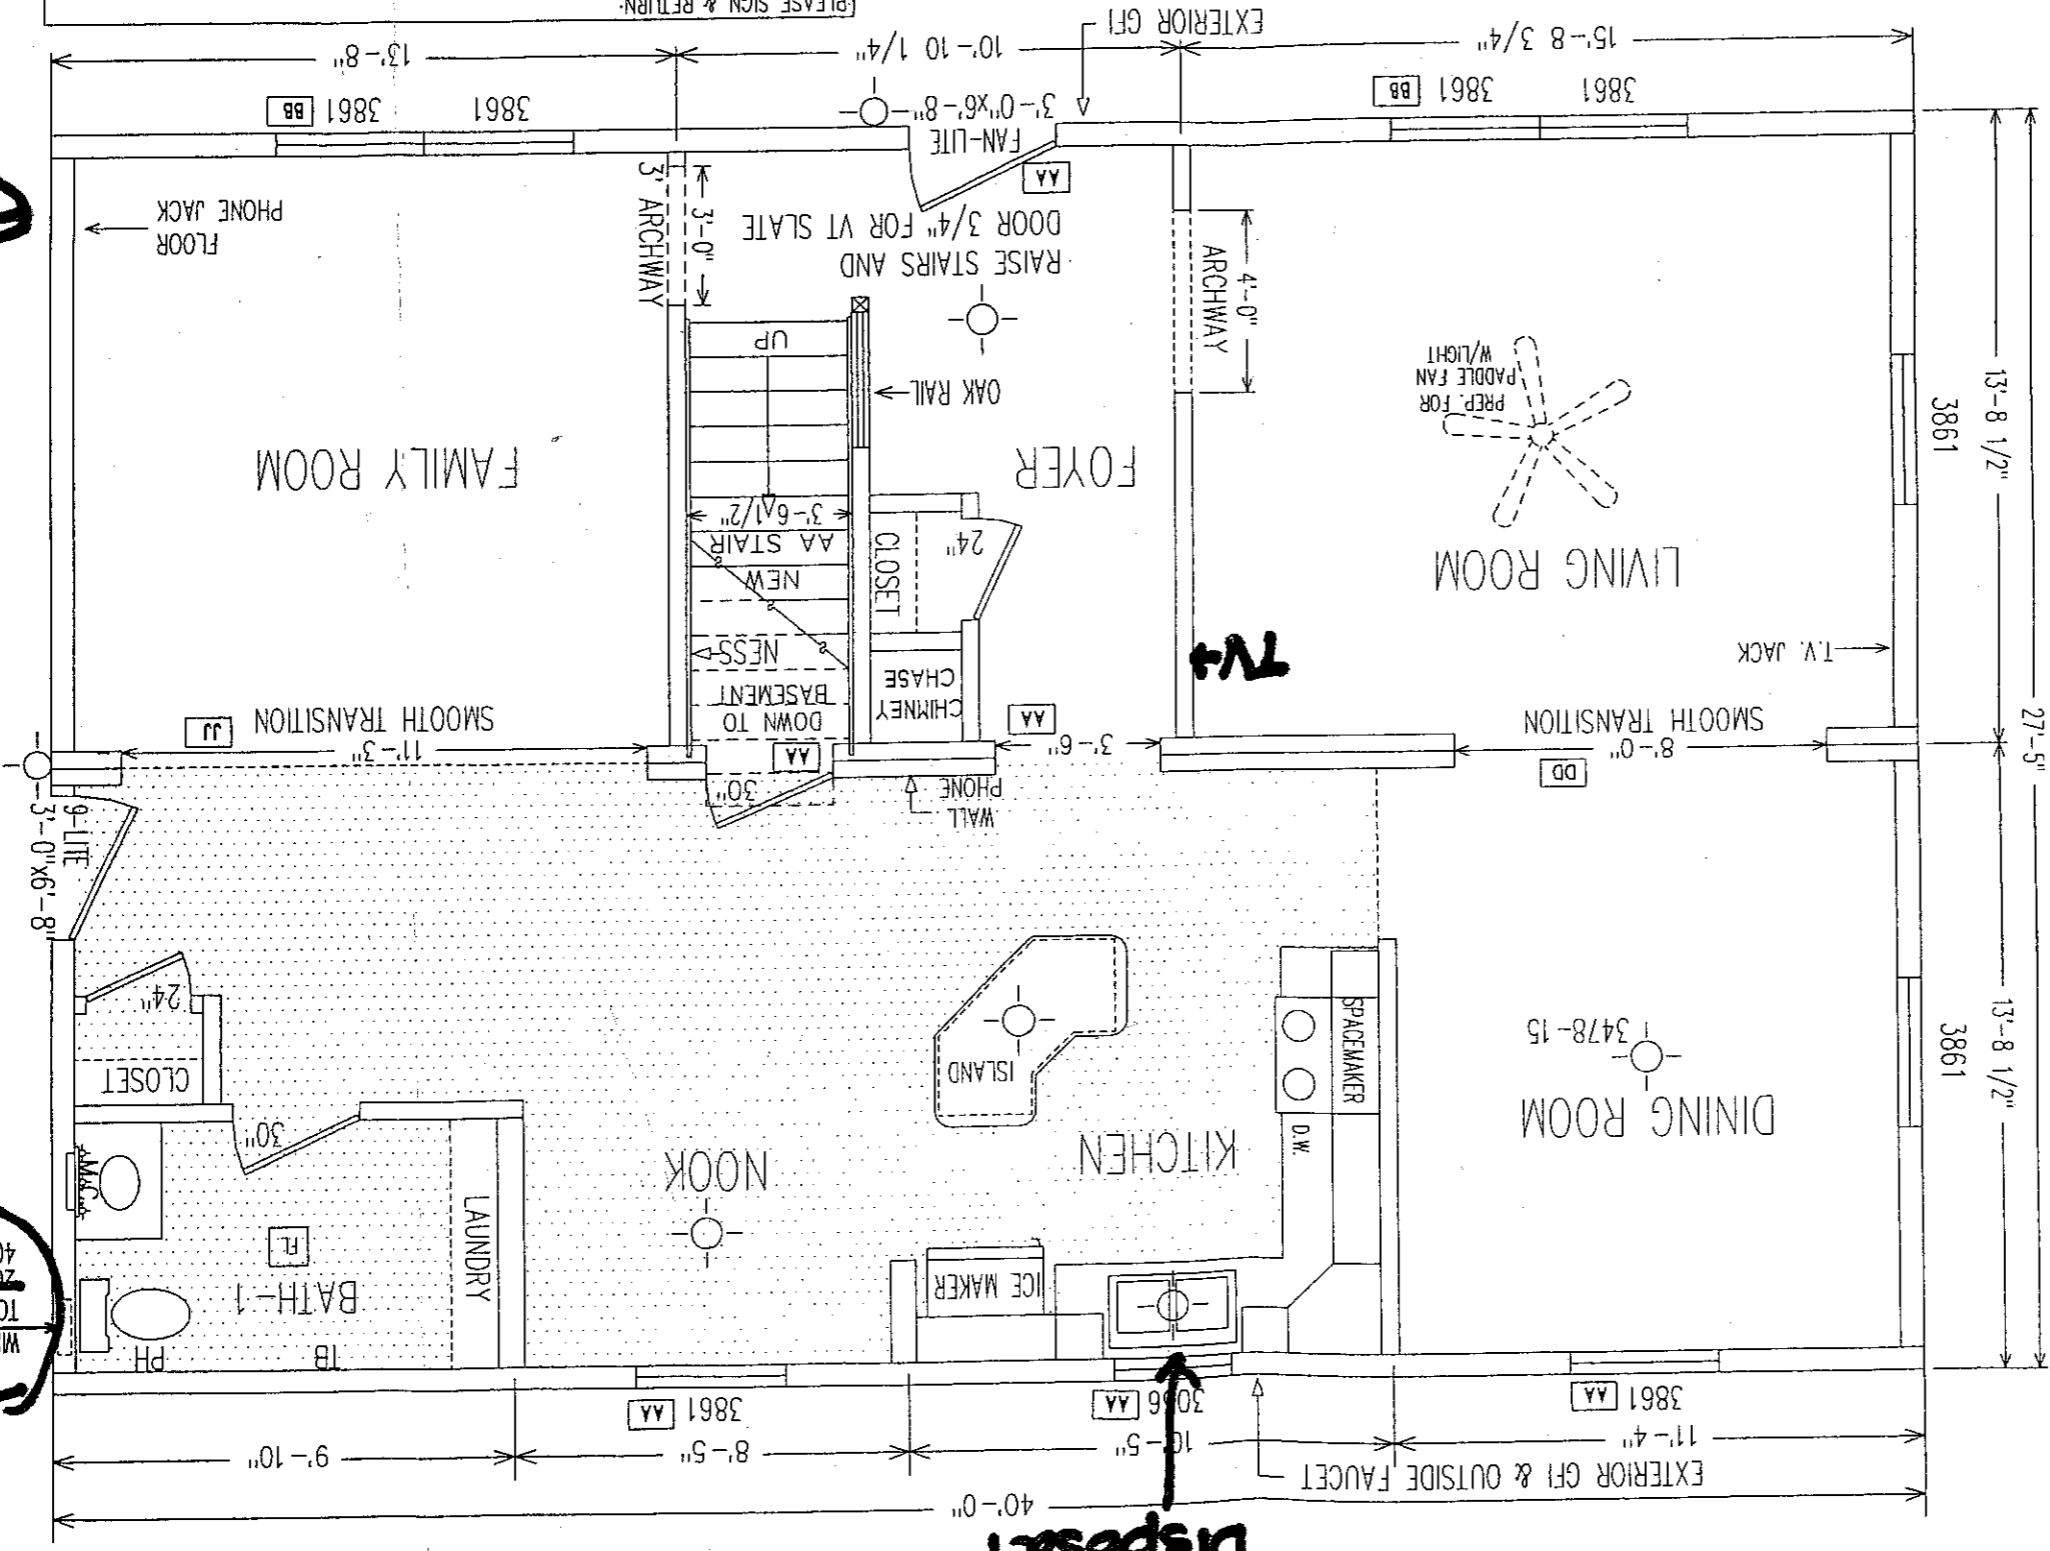 Disposer
40'-0"
EXTERIOR GFI & OUTSIDE FAUCET
11'-4"
10'-5"
8'-5"
9'-10"
3861 AA
AA
3861 AA
DINING ROOM
3478-15
3861
13'-8 1/2"
KITCHEN
D.W.
SPACEMAKER
ISLAND
ICE MAKER
NOOK
LAUNDRY
BATH-1
TB
PH
FL
M.C.
30"
CLOSET
24"
9-LITE
3'-0"x6'-8"
27'-5"
DD
8'-0"
SMOOTH TRANSITION
WALL
PHONE
3'-6"
AA
30"
AA
11'-3"
SMOOTH TRANSITION
JJ
T.V. JACK
TV
LIVING ROOM
PREP. FOR
PADDLE FAN
W/LIGHT
3861
13'-8 1/2"
ARCHWAY
4'-0"
CHIMNEY
CHASE
CLOSET
24"
FOYER
OAK RAIL
RAISE STAIRS AND
DOOR 3/4" FOR VT SLATE
DOWN TO
BASEMENT
NESS
NEW
AA STAIR
3'-6 1/2"
UP
3' ARCHWAY
3'-0"
FAMILY ROOM
FLOOR
PHONE JACK
AA
FAN-LITE
3'-0"x6'-8"
3861
3861 BB
3861
3861 BB
15'-8 3/4"
10'-10 1/4"
13'-8"
EXTERIOR GFI
PLEASE SIGN & RETURN